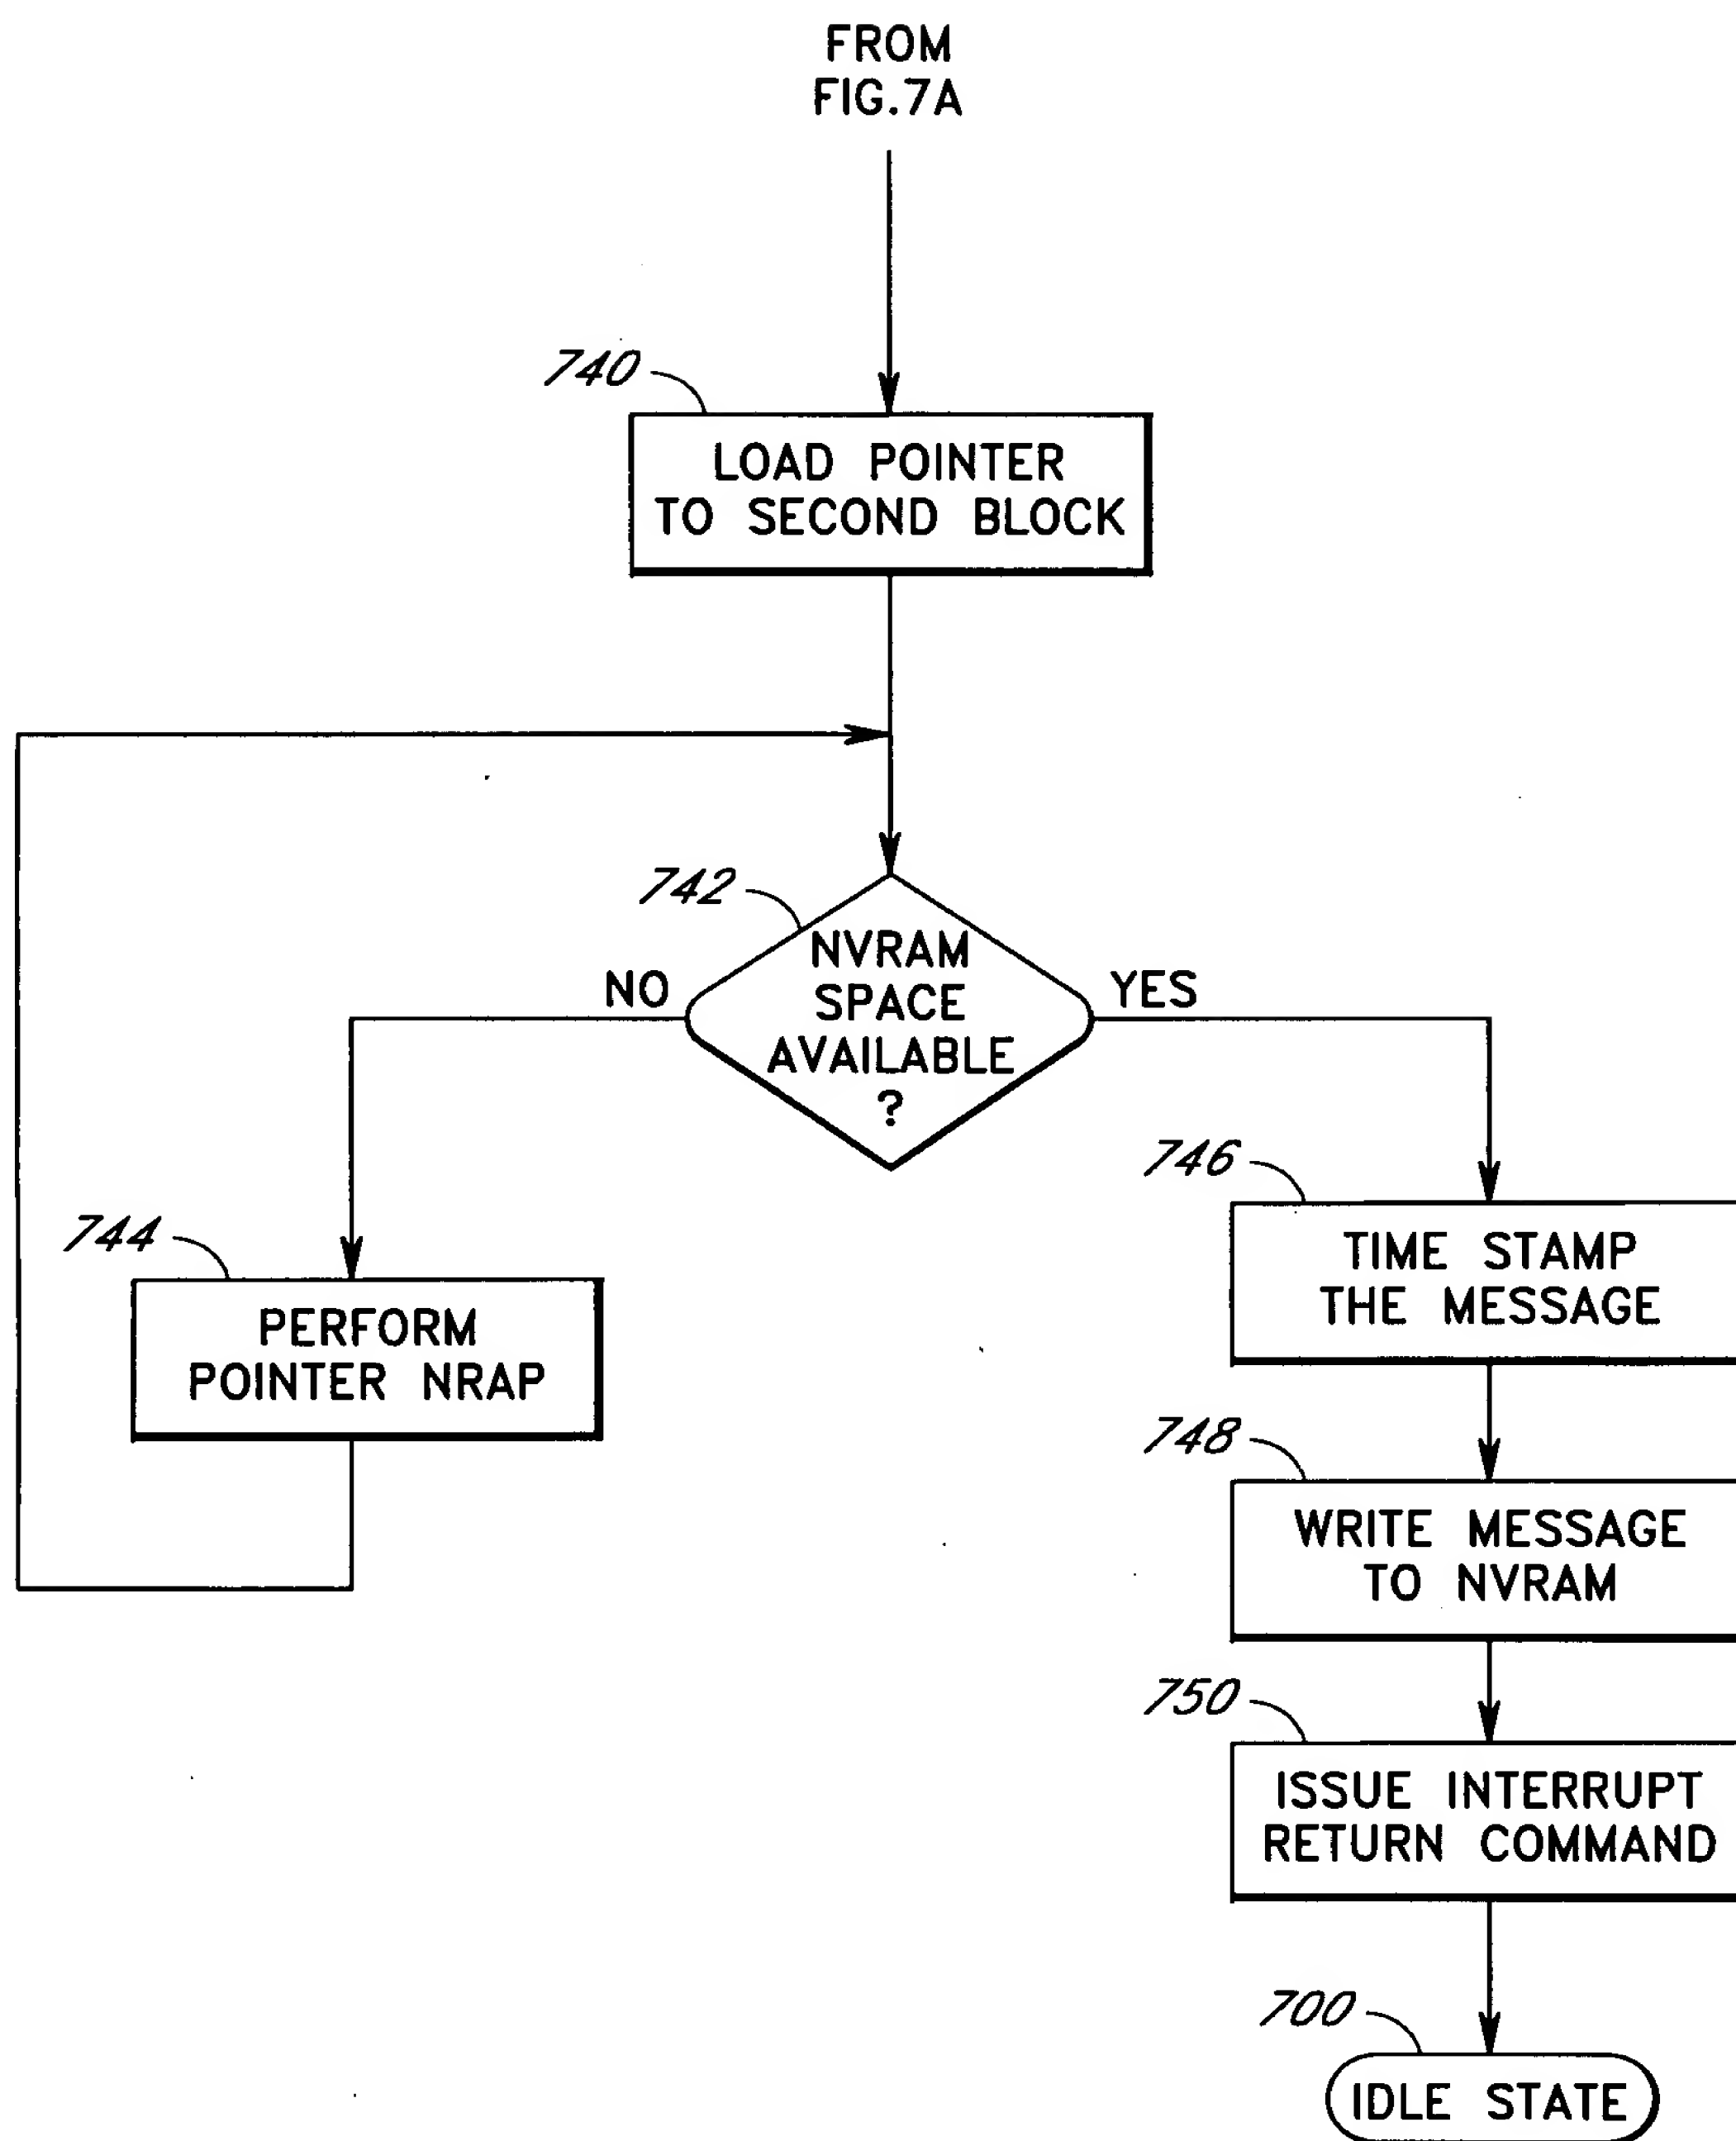 FROM
FIG.7A
740
LOAD POINTER
TO SECOND BLOCK
742
NVRAM
SPACE
AVAILABLE
?
NO
YES
744
PERFORM
POINTER NRAP
746
TIME STAMP
THE MESSAGE
748
WRITE MESSAGE
TO NVRAM
750
ISSUE INTERRUPT
RETURN COMMAND
700
IDLE STATE